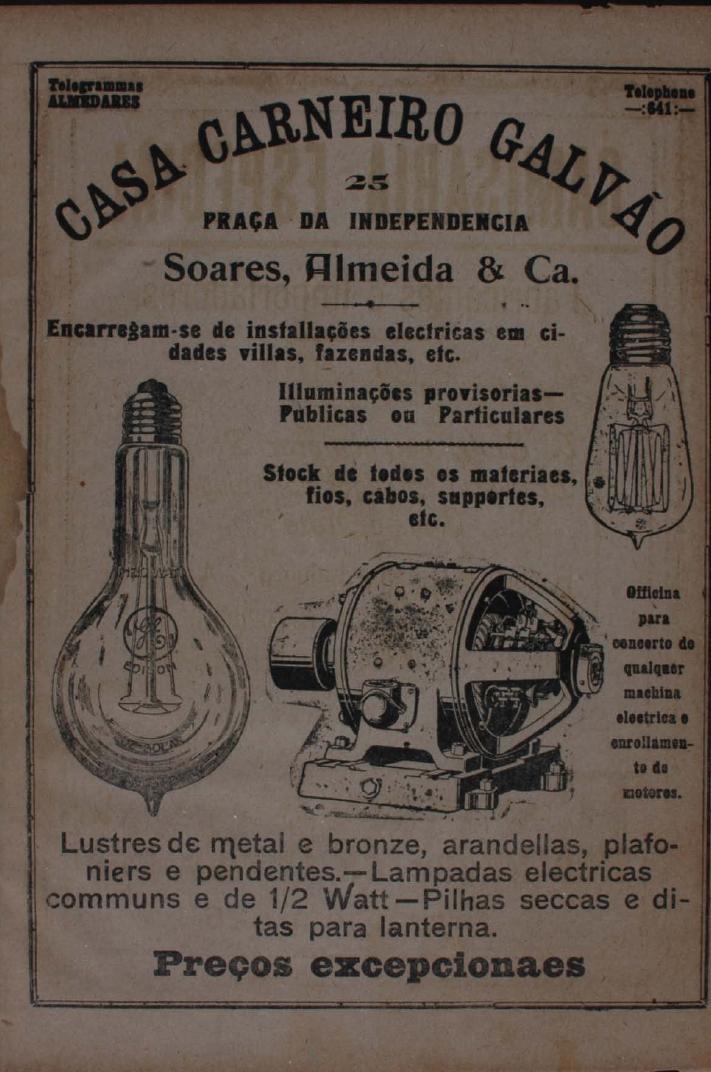 Telegrammas
ALMEDARES
Telephone
—:641:—
CASA CARNEIRO GALVÃO
25
PRAÇA DA INDEPENDENCIA
Soares, Almeida & Ca.
Encarregam-se de installações electricas em ci-
dades villas, fazendas, etc.
Illuminações provisorias—
Publicas ou Particulares
Stock de todos os materiaes,
fios, cabos, supportes,
etc.
EDISON
Officina
para
concerto de
qualquer
machina
electrica e
enrollamen-
to de
motores.
Lustres de metal e bronze, arandellas, plafo-
niers e pendentes.—Lampadas electricas
communs e de 1/2 Watt—Pilhas seccas e di-
tas para lanterna.
Preços excepcionaes